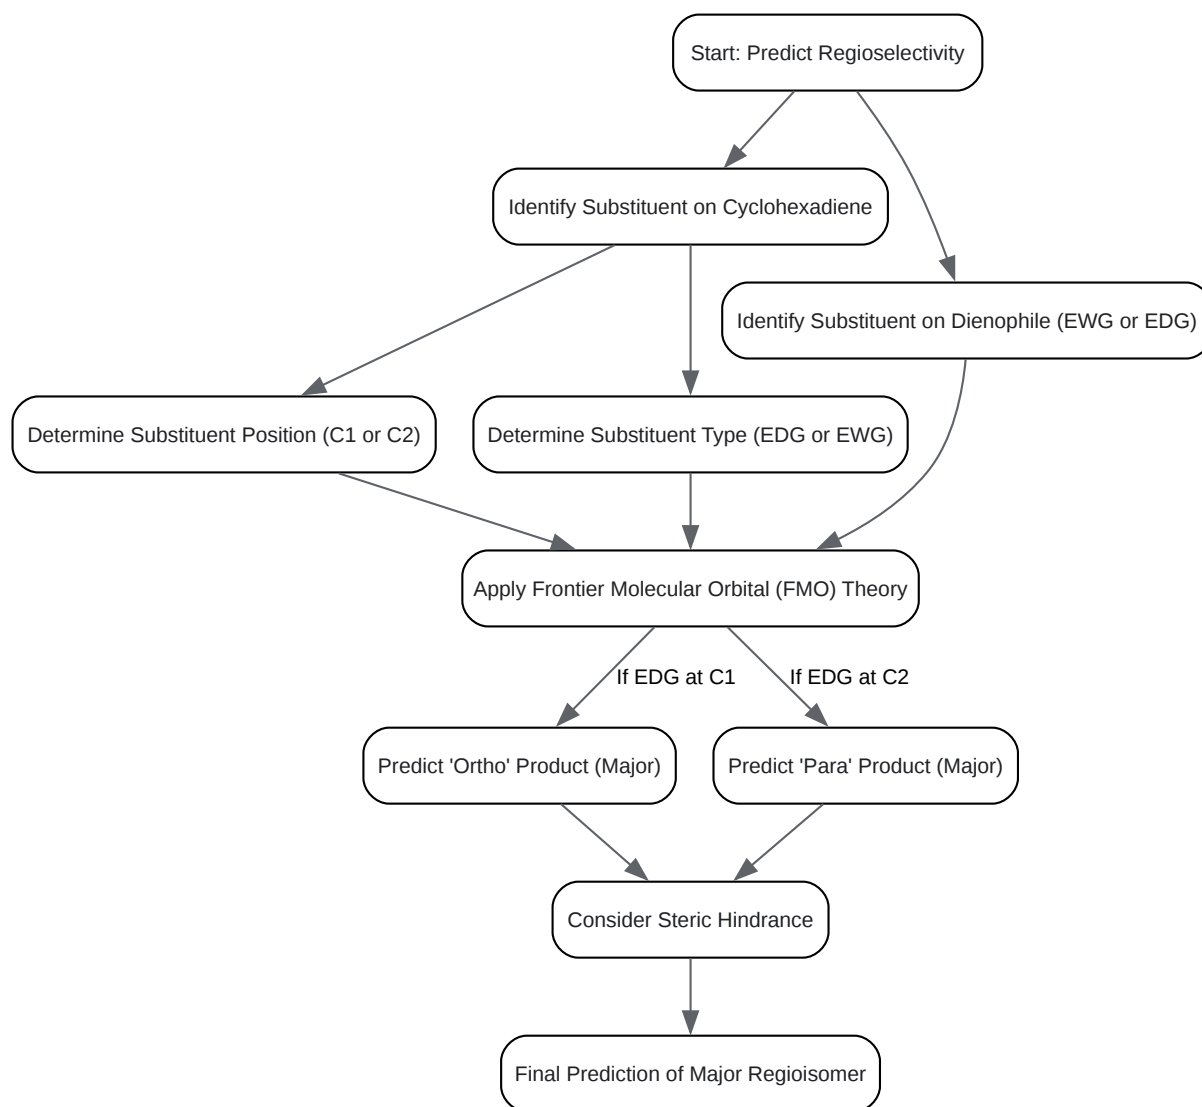 Start: Predict Regioselectivity
Identify Substituent on Cyclohexadiene
Identify Substituent on Dienophile (EWG or EDG)
Determine Substituent Position (C1 or C2)
Determine Substituent Type (EDG or EWG)
Apply Frontier Molecular Orbital (FMO) Theory
If EDG at C1
If EDG at C2
Predict 'Ortho' Product (Major)
Predict 'Para' Product (Major)
Consider Steric Hindrance
Final Prediction of Major Regioisomer